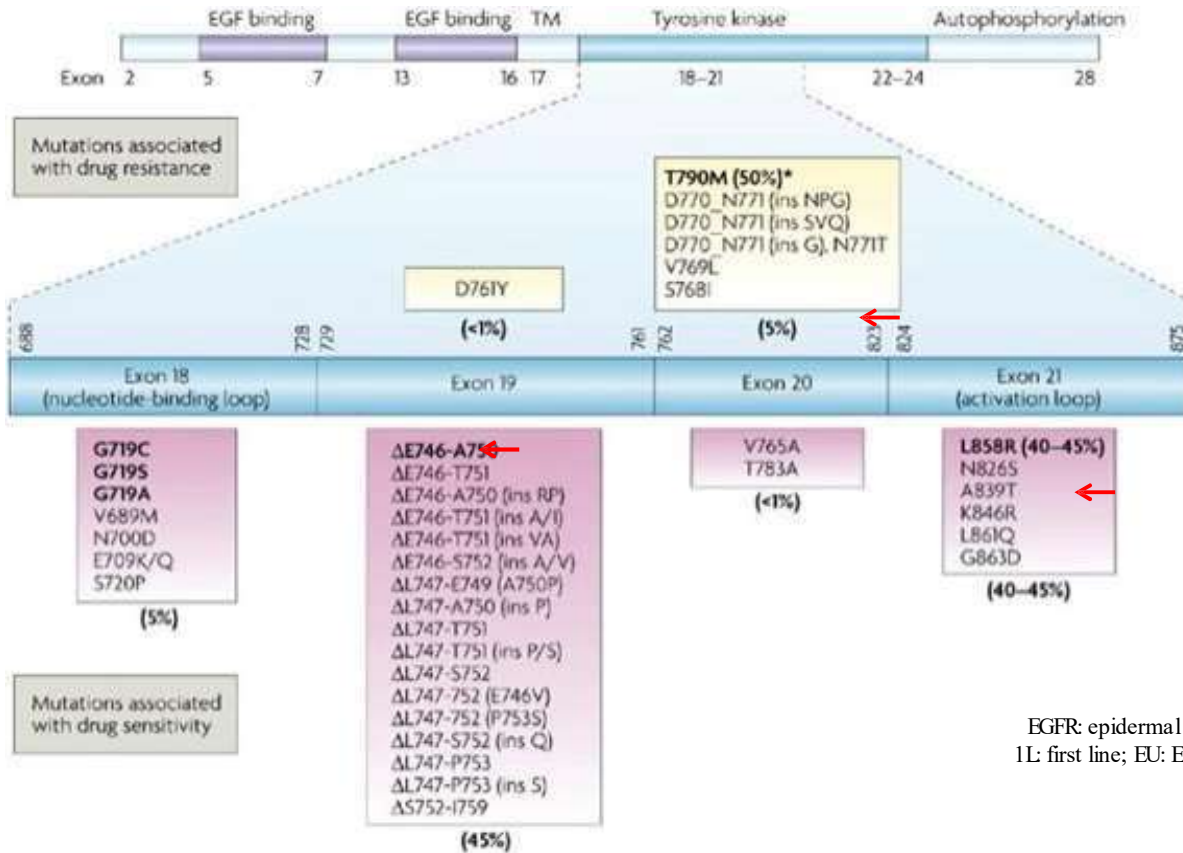 EGF binding EGF binding TM Tyrosine kinase Autophosphorylation
Exon 2 5 7 13 16 17 18–21 22–24 28
Mutations associated
with drug resistance
T790M (50%)*
D770_N771 (ins NPG)
D770_N771 (ins SVQ)
D770_N771 (ins G), N771T
V769L
S768I
(5%)
D761Y
(<1%)
688 728 729 761 762 823 824 875
Exon 18
(nucleotide-binding loop)
Exon 19
Exon 20
Exon 21
(activation loop)
G719C
G719S
G719A
V689M
N700D
E709K/Q
S720P
(5%)
ΔE746-A750
ΔE746-T751
ΔE746-A750 (ins RP)
ΔE746-T751 (ins A/I)
ΔE746-T751 (ins VA)
ΔE746-S752 (ins A/V)
ΔL747-E749 (A750P)
ΔL747-A750 (ins P)
ΔL747-T751
ΔL747-T751 (ins P/S)
ΔL747-S752
ΔL747-752 (E746V)
ΔL747-752 (P753S)
ΔL747-S752 (ins Q)
ΔL747-P753
ΔL747-P753 (ins S)
ΔS752-I759
(45%)
V765A
T783A
(<1%)
L858R (40–45%)
N826S
A839T
K846R
L861Q
G863D
(40–45%)
Mutations associated
with drug sensitivity
EGFR: epidermal
1L: first line; EU: E